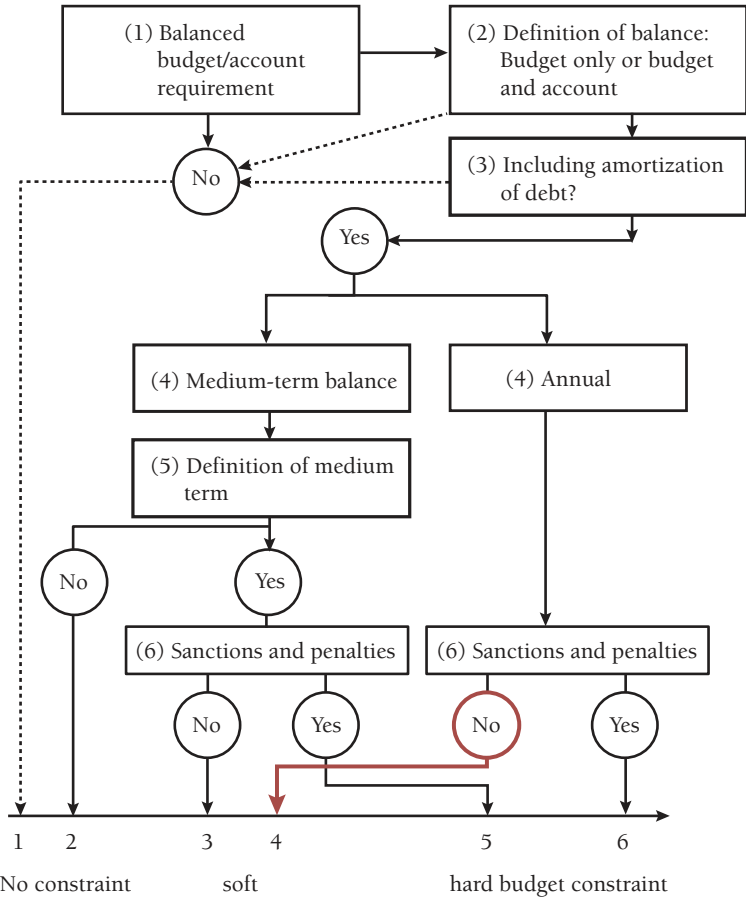 (1) Balanced
budget/account
requirement
(2) Definition of balance:
Budget only or budget
and account
No
(3) Including amortization
of debt?
Yes
(4) Medium-term balance
(4) Annual
(5) Definition of medium
term
No
Yes
(6) Sanctions and penalties
(6) Sanctions and penalties
No
Yes
No
Yes
1 2 3 4 5 6
No constraint soft hard budget constraint